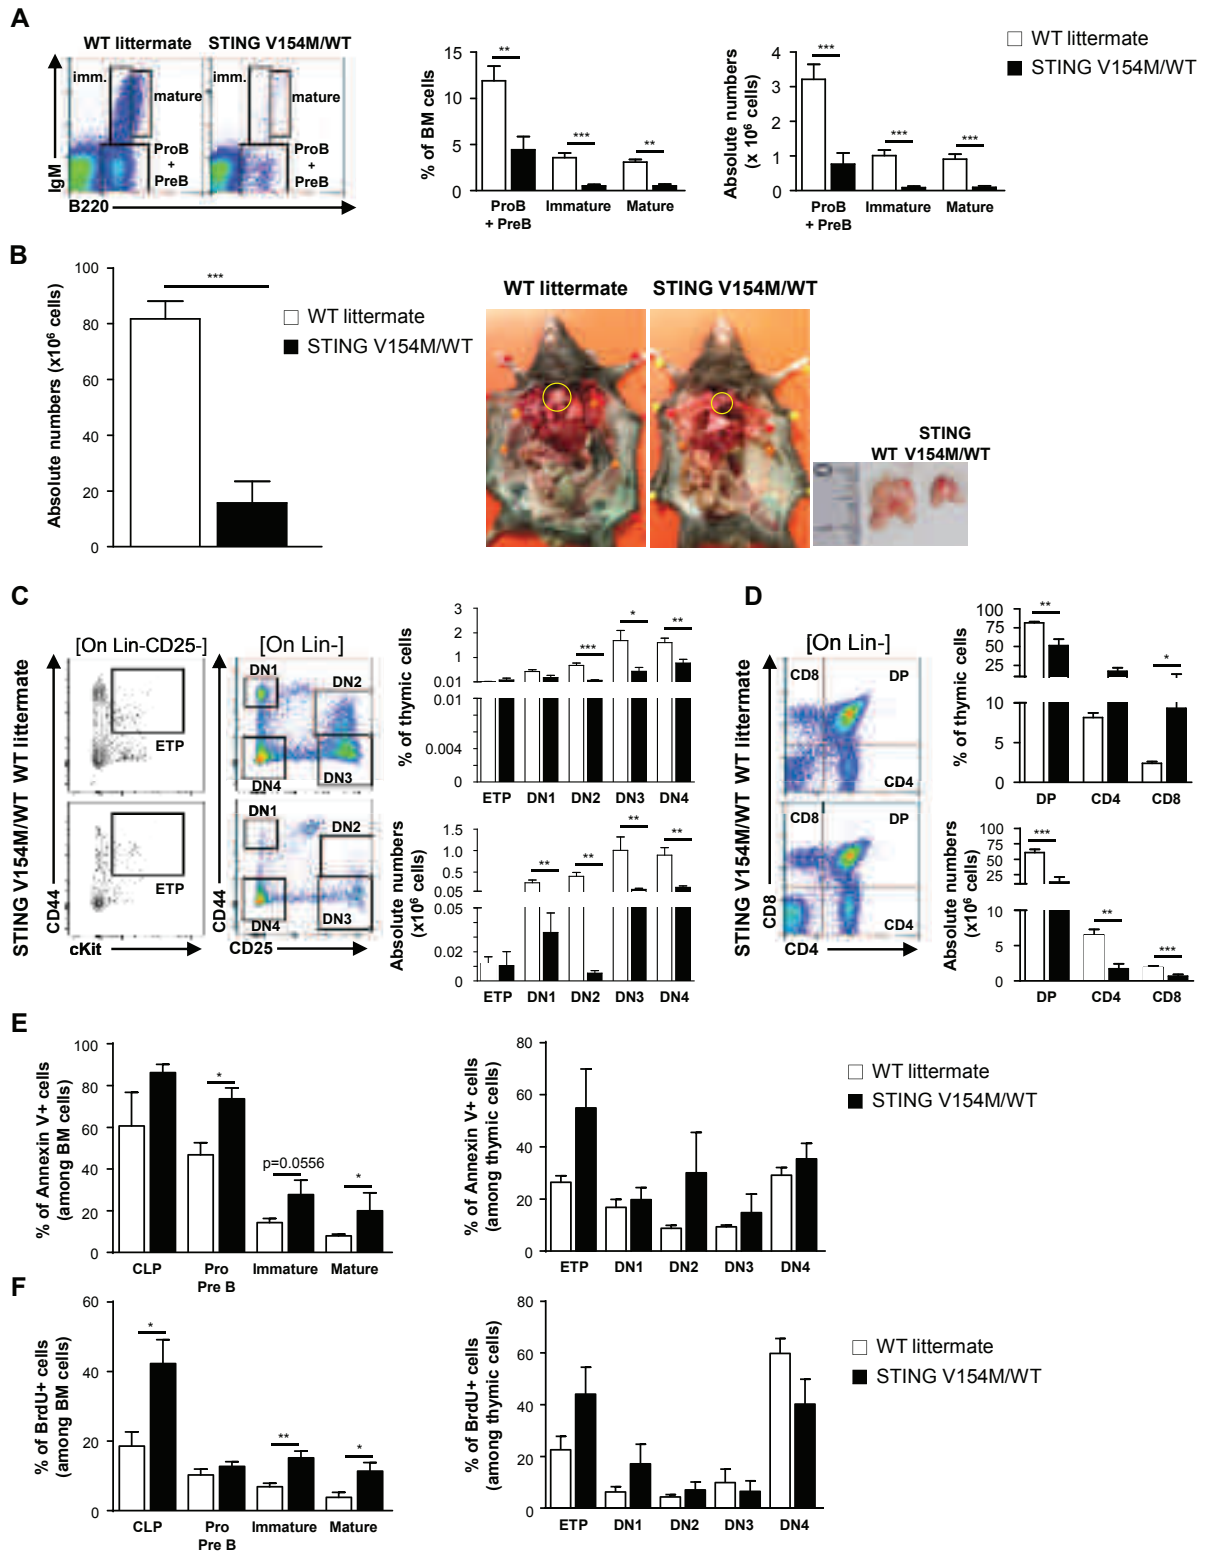 A
WT littermate
STING V154M/WT
imm.
mature
ProB
+
PreB
imm.
mature
ProB
+
PreB
IgM
B220
% of BM cells
15
10
5
0
**
***
**
ProB
+ PreB
Immature
Mature
Absolute numbers
(x 10⁶ cells)
4
3
2
1
0
***
***
***
ProB
+ PreB
Immature
Mature
WT littermate
STING V154M/WT
B
Absolute numbers (x10⁶ cells)
100
80
60
40
20
0
***
WT littermate
STING V154M/WT
WT littermate
STING V154M/WT
STING
WT V154M/WT
C
STING V154M/WT WT littermate
[On Lin-CD25-]
[On Lin-]
ETP
DN1
DN2
DN3
DN4
ETP
DN1
DN2
DN3
DN4
CD44
cKit
CD44
CD25
% of thymic cells
3
2
1
0.01
0.01
0.004
0
***
*
**
ETP
DN1
DN2
DN3
DN4
Absolute numbers
(x10⁶ cells)
1.5
1.0
0.5
0.05
0.05
0.02
0
**
**
**
**
ETP
DN1
DN2
DN3
DN4
D
STING V154M/WT WT littermate
[On Lin-]
CD8
DP
CD4
CD8
DP
CD4
CD8
CD4
% of thymic cells
100
75
50
25
10
5
0
**
*
DP
CD4
CD8
Absolute numbers
(x10⁶ cells)
100
75
50
25
10
5
0
***
**
***
DP
CD4
CD8
E
% of Annexin V+ cells
(among BM cells)
100
80
60
40
20
0
*
p=0.0556
*
CLP
Pro
Pre B
Immature
Mature
% of Annexin V+ cells
(among thymic cells)
80
60
40
20
0
ETP
DN1
DN2
DN3
DN4
WT littermate
STING V154M/WT
F
% of BrdU+ cells
(among BM cells)
60
40
20
0
*
**
*
CLP
Pro
Pre B
Immature
Mature
% of BrdU+ cells
(among thymic cells)
80
60
40
20
0
ETP
DN1
DN2
DN3
DN4
WT littermate
STING V154M/WT